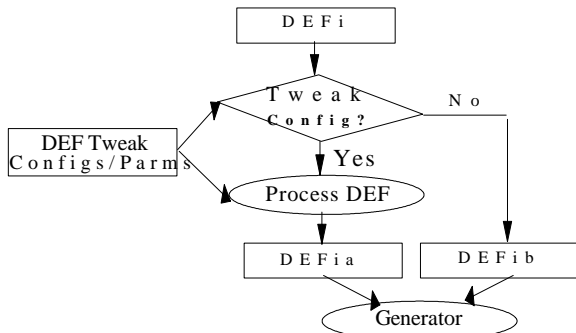 DEFi
Tweak
Config?
No
DEF Tweak
Configs/Parms
Yes
Process DEF
DEFia
DEFib
Generator